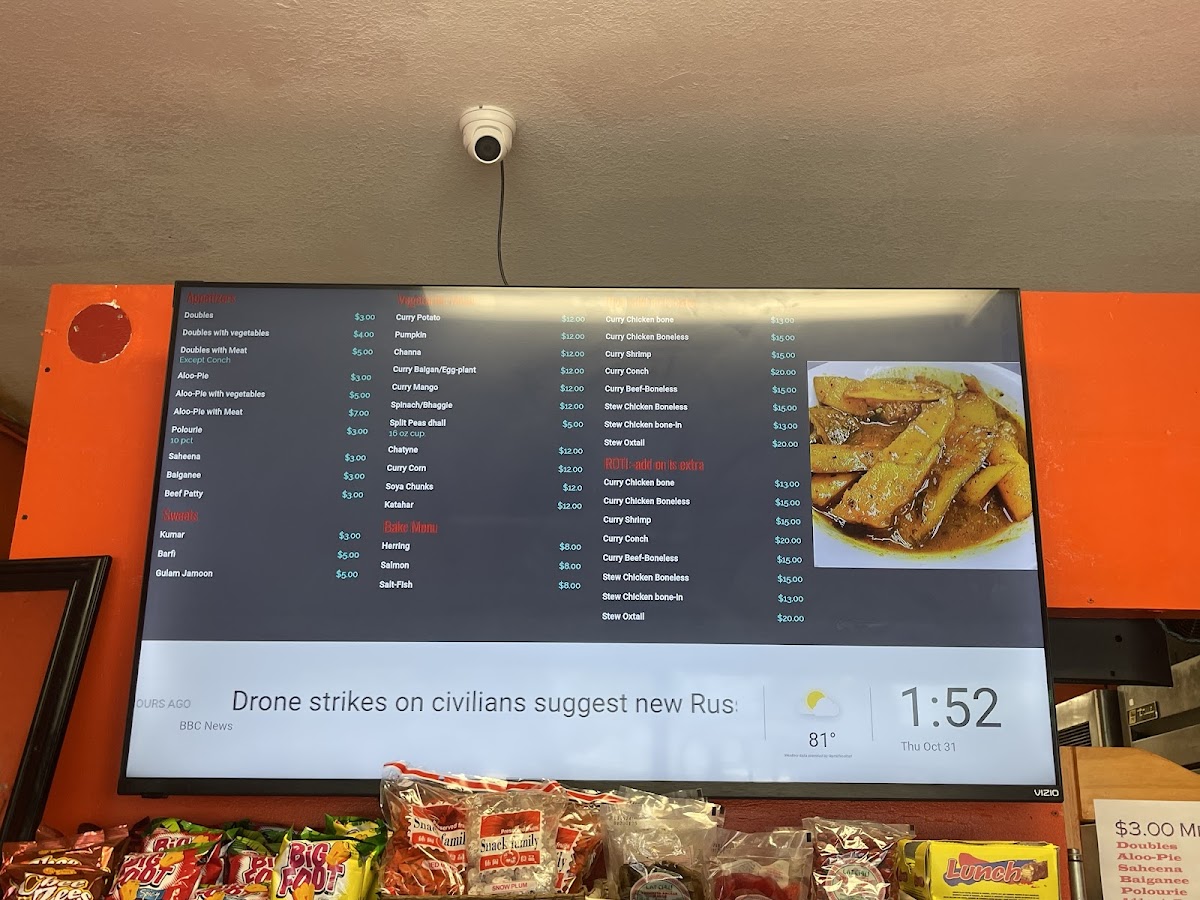 Appetizers
Doubles $3.00
Doubles with vegetables $4.00
Doubles with Meat $5.00
Except Conch
Aloo-Pie $3.00
Aloo-Pie with vegetables $5.00
Aloo-Pie with Meat $7.00
Polourie $3.00
10 pct
Saheena $3.00
Baiganee $3.00
Beef Patty $3.00
Sweets
Kumar $3.00
Barfi $5.00
Gulam Jamoon $5.00
Curry Potato $12.00
Pumpkin $12.00
Channa $12.00
Curry Baigan/Egg-plant $12.00
Curry Mango $12.00
Spinach/Bhaggie $12.00
Split Peas dhall $5.00
16 oz cup
Chatyne $12.00
Curry Corn $12.00
Soya Chunks $12.0
Katahar $12.00
Bake Menu
Herring $8.00
Salmon $8.00
Salt-Fish $8.00
Curry Chicken bone $13.00
Curry Chicken Boneless $15.00
Curry Shrimp $15.00
Curry Conch $20.00
Curry Beef-Boneless $15.00
Stew Chicken Boneless $15.00
Stew Chicken bone-in $13.00
Stew Oxtail $20.00
ROTI -add on is extra
Curry Chicken bone $13.00
Curry Chicken Boneless $15.00
Curry Shrimp $15.00
Curry Conch $20.00
Curry Beef-Boneless $15.00
Stew Chicken Boneless $15.00
Stew Chicken bone-in $13.00
Stew Oxtail $20.00
OURS AGO
Drone strikes on civilians suggest new Rus
BBC News
81°
1:52
Thu Oct 31
VIZIO
BIG FOOT
BIG FOOT
Snack family
SNOW PLUM
Lunch
$3.00
Doubles
Aloo-Pie
Saheena
Baiganee
Polourie